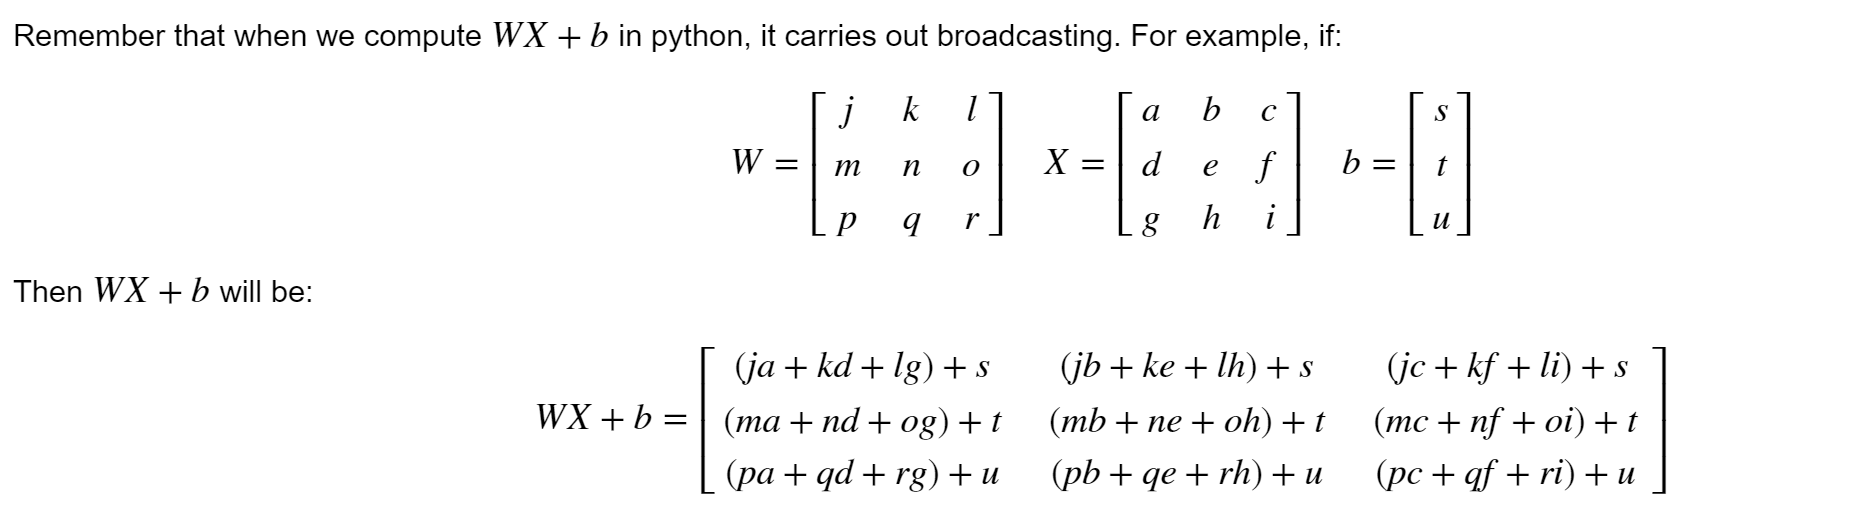 Remember that when we compute WX + b in python, it carries out broadcasting. For example, if:
W = [ j k l X = [ a b c b = [ s
m n o d e f t
p q r ] g h i ] u ]
Then WX + b will be:
(ja + kd + lg) + s (jb + ke + lh) + s (jc + kf + li) + s
WX + b = [ (ma + nd + og) + t (mb + ne + oh) + t (mc + nf + oi) + t ]
(pa + qd + rg) + u (pb + qe + rh) + u (pc + qf + ri) + u